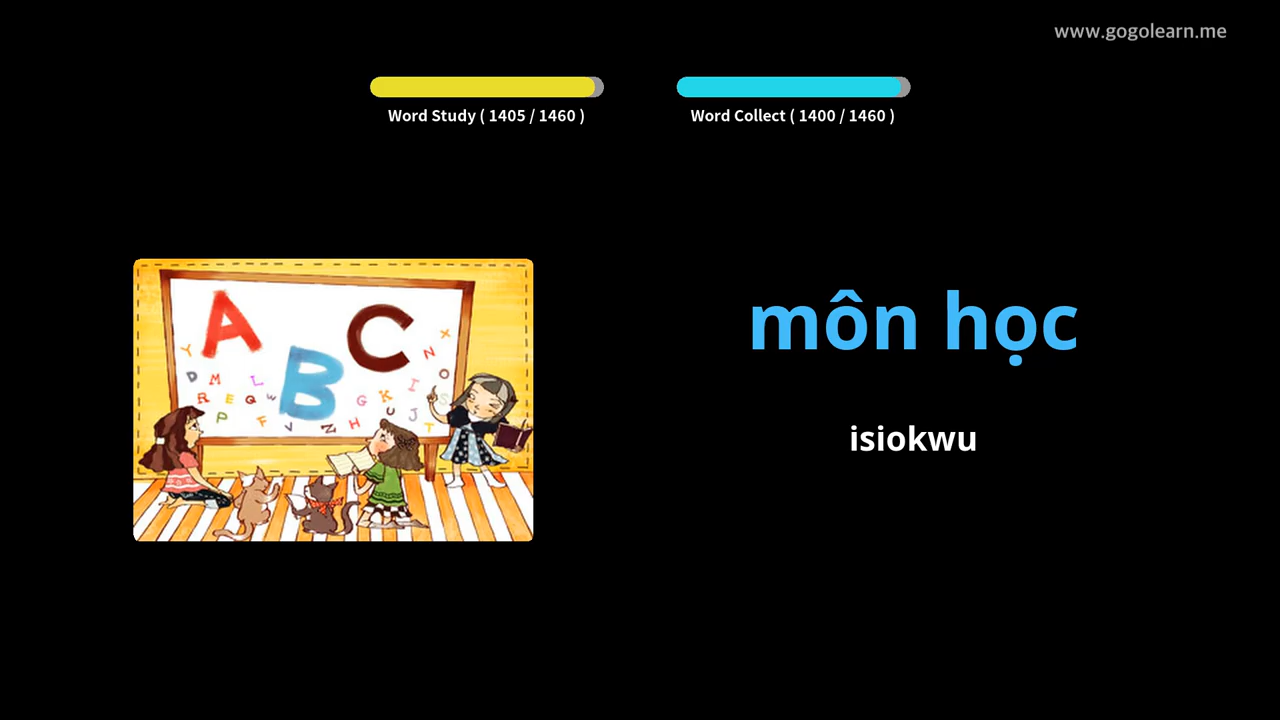 www.gogolearn.me
Word Study ( 1405 / 1460 )
Word Collect ( 1400 / 1460 )
môn học
isiokwu
A
B
C
X
Y
N
D
M
L
O
R
E
Q
W
G
K
I
S
P
F
V
Z
H
U
J
T